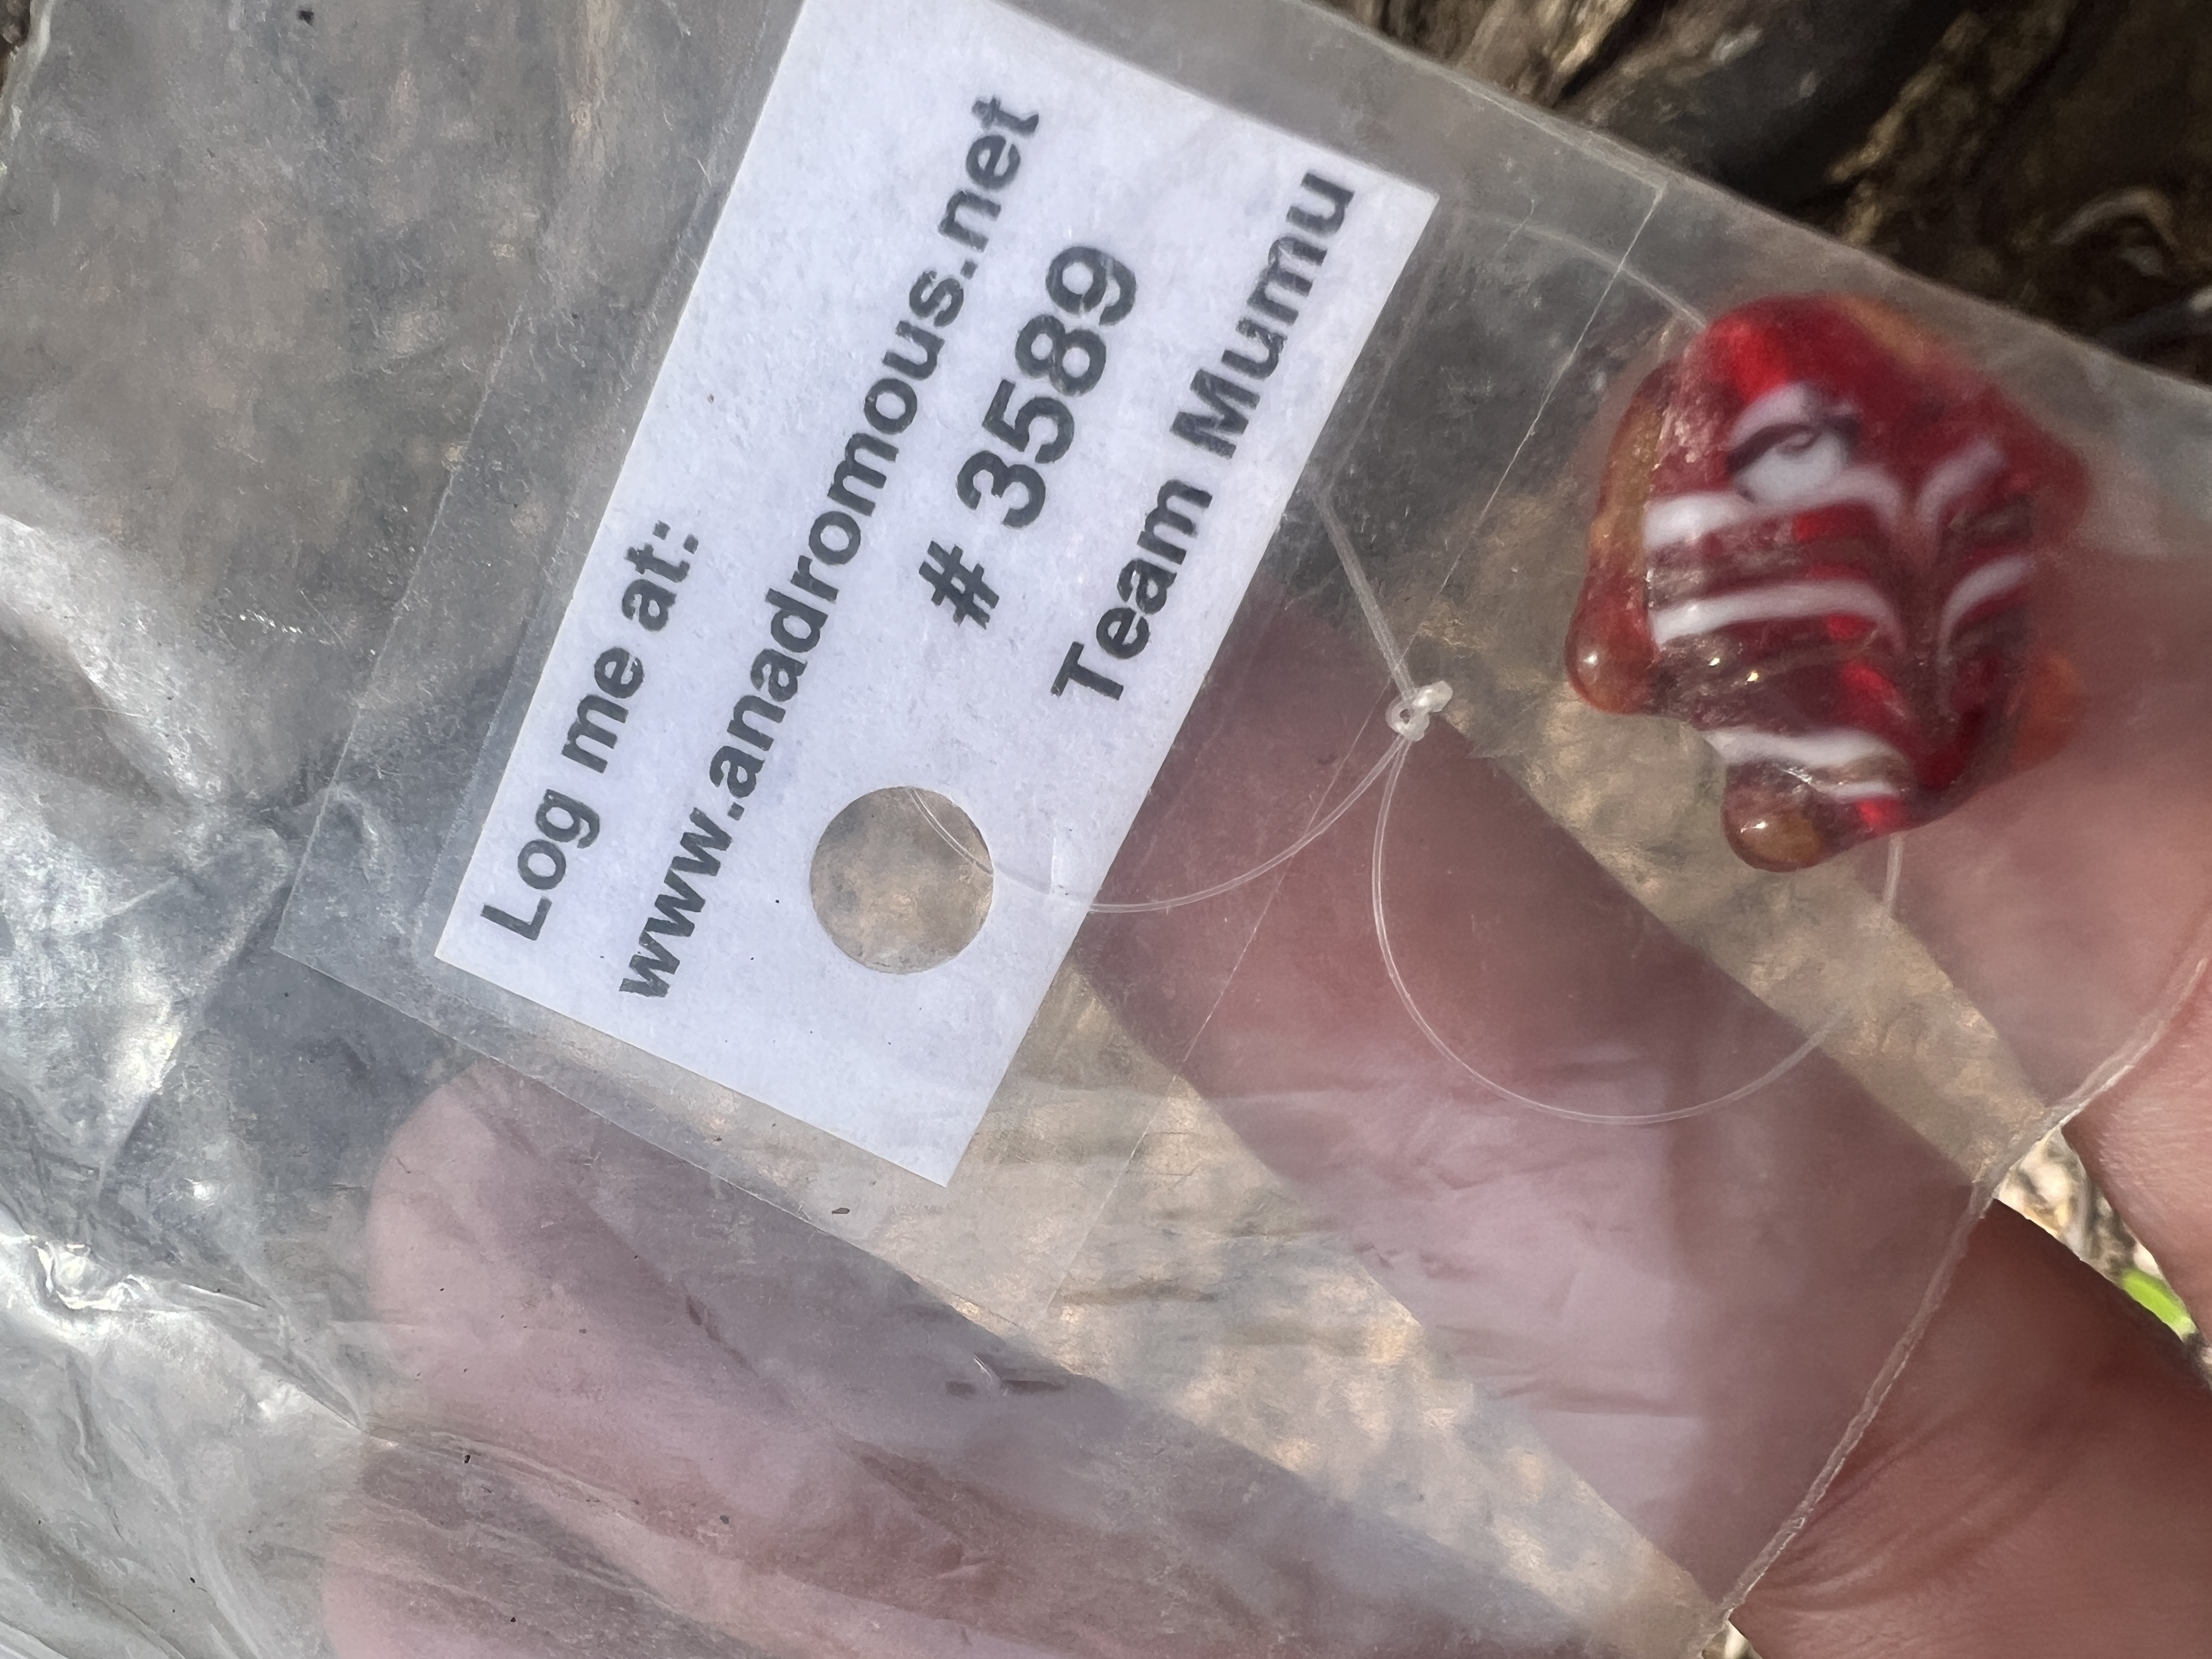 Log me at:
www.anadromous.net
# 3589
Team Mumu